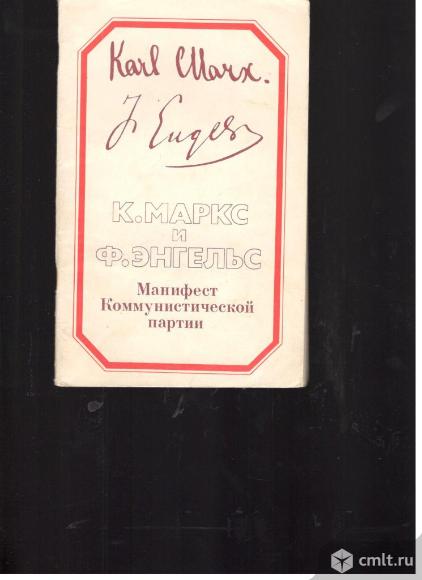 Karl Marx.
F Engels
К.МАРКС
и
Ф.ЭНГЕЛЬС
Манифест
Коммунистической
партии
cmlt.ru